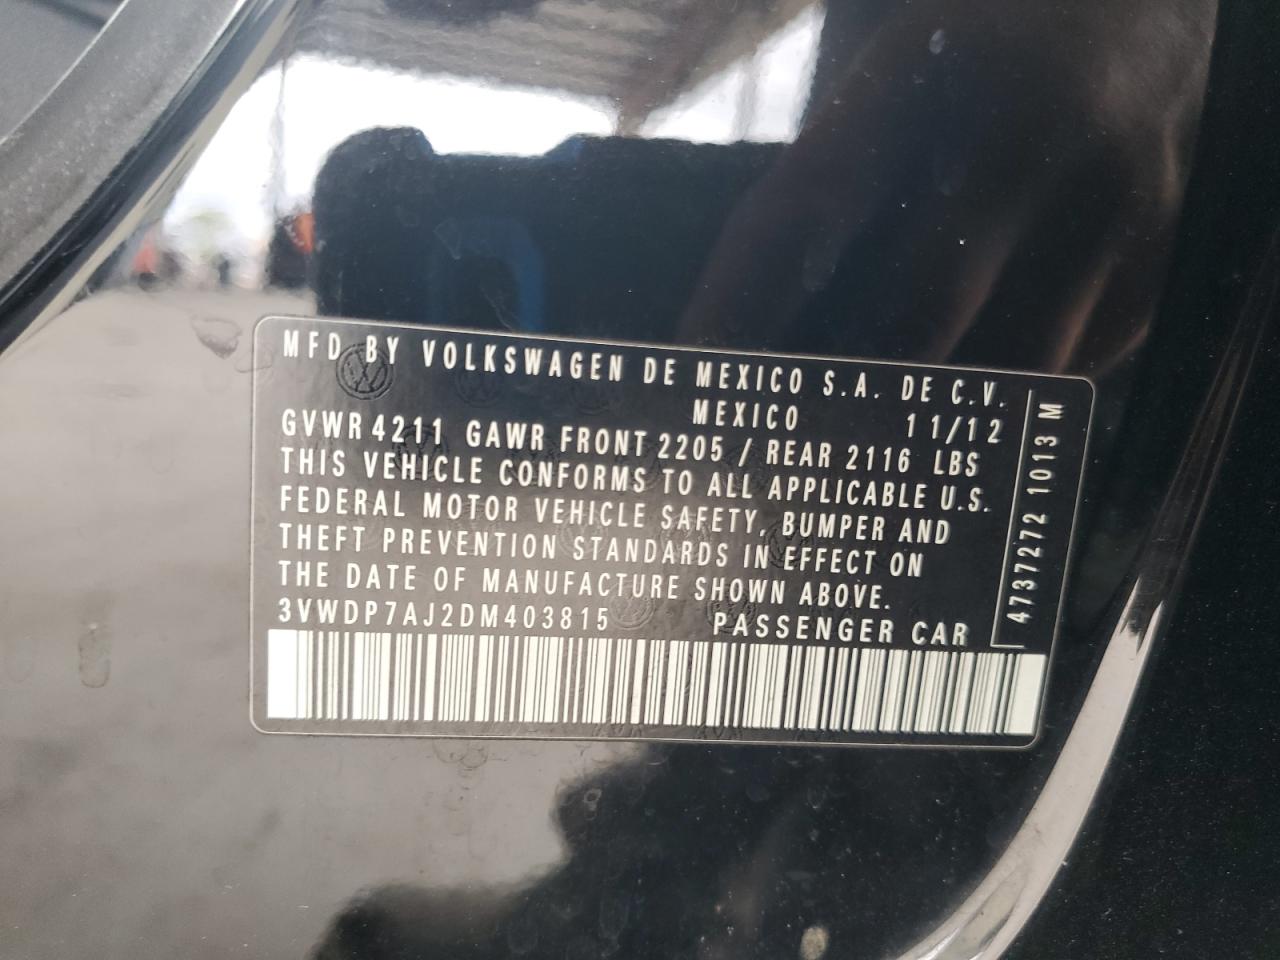 MFD BY VOLKSWAGEN DE MEXICO S.A. DE C.V.
MEXICO 11/12
GVWR 4211 GAWR FRONT 2205 / REAR 2116 LBS
THIS VEHICLE CONFORMS TO ALL APPLICABLE U.S.
FEDERAL MOTOR VEHICLE SAFETY, BUMPER AND
THEFT PREVENTION STANDARDS IN EFFECT ON
THE DATE OF MANUFACTURE SHOWN ABOVE.
3VWDP7AJ2DM403815 PASSENGER CAR
4737272 1013 M